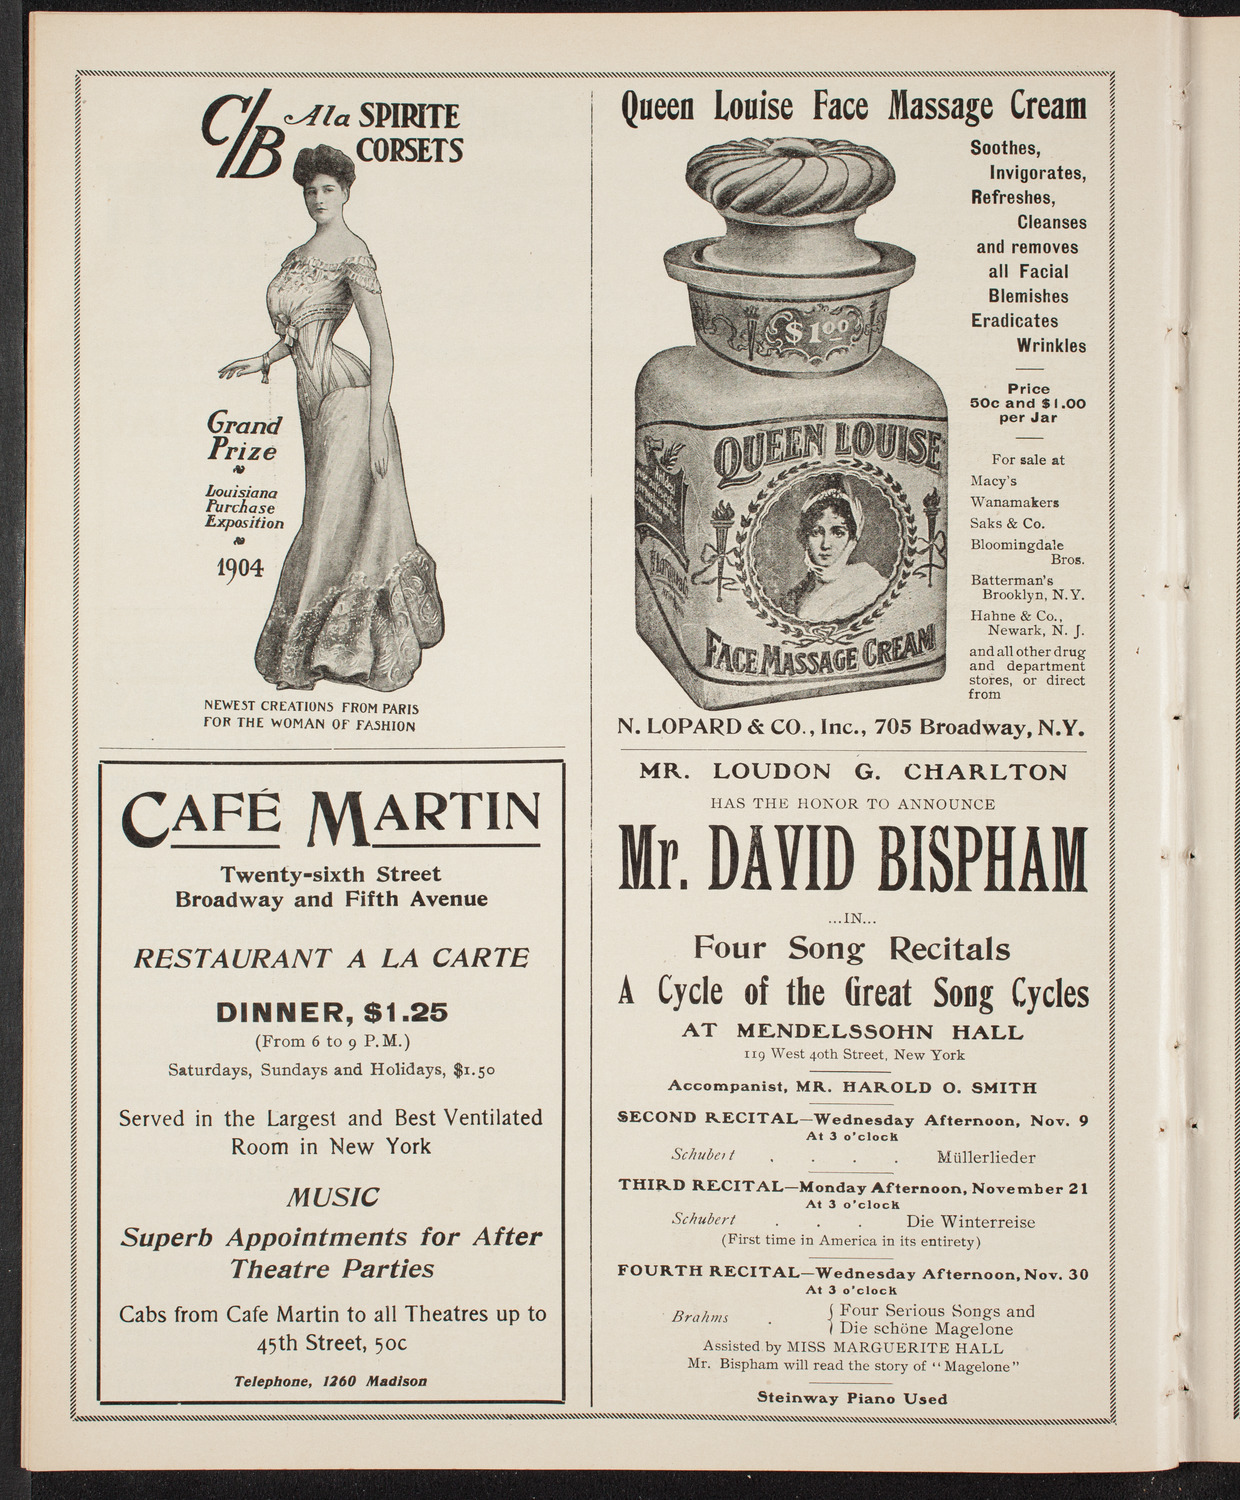 C/B Ala SPIRITE
CORSETS
Grand
Prize
Louisiana
Purchase
Exposition
1904
NEWEST CREATIONS FROM PARIS
FOR THE WOMAN OF FASHION
CAFÉ MARTIN
Twenty-sixth Street
Broadway and Fifth Avenue
RESTAURANT A LA CARTE
DINNER, $1.25
(From 6 to 9 P.M.)
Saturdays, Sundays and Holidays, $1.50
Served in the Largest and Best Ventilated
Room in New York
MUSIC
Superb Appointments for After
Theatre Parties
Cabs from Cafe Martin to all Theatres up to
45th Street, 50c
Telephone, 1260 Madison
Queen Louise Face Massage Cream
Soothes,
Invigorates,
Refreshes,
Cleanses
and removes
all Facial
Blemishes
Eradicates
Wrinkles
$1.00
QUEEN LOUISE
FACE MASSAGE CREAM
Price
50c and $1.00
per Jar
For sale at
Macy's
Wanamakers
Saks & Co.
Bloomingdale
Bros.
Batterman's
Brooklyn, N.Y.
Hahne & Co.,
Newark, N. J.
and all other drug
and department
stores, or direct
from
N. LOPARD & CO., Inc., 705 Broadway, N.Y.
MR. LOUDON G. CHARLTON
HAS THE HONOR TO ANNOUNCE
Mr. DAVID BISPHAM
...IN...
Four Song Recitals
A Cycle of the Great Song Cycles
AT MENDELSSOHN HALL
119 West 40th Street, New York
Accompanist, MR. HAROLD O. SMITH
SECOND RECITAL—Wednesday Afternoon, Nov. 9
At 3 o'clock
Schubert . . . . Müllerlieder
THIRD RECITAL—Monday Afternoon, November 21
At 3 o'clock
Schubert . . . Die Winterreise
(First time in America in its entirety)
FOURTH RECITAL—Wednesday Afternoon, Nov. 30
At 3 o'clock
Brahms . { Four Serious Songs and
Die schöne Magelone
Assisted by MISS MARGUERITE HALL
Mr. Bispham will read the story of "Magelone"
Steinway Piano Used